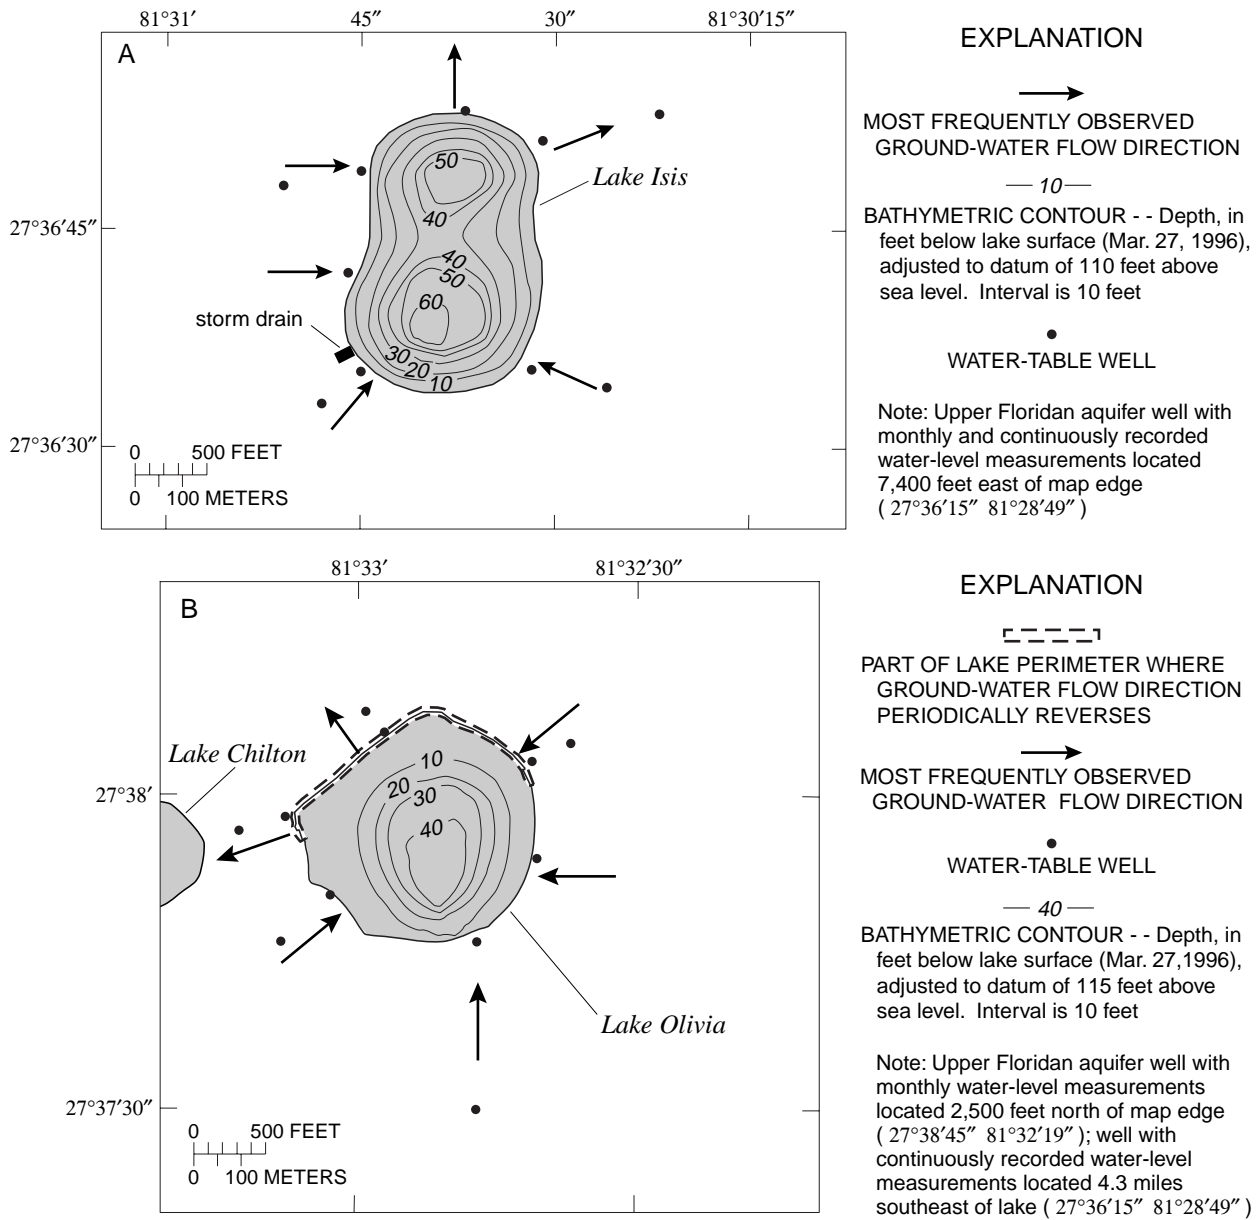 81°31′ 45″ 30″ 81°30′15″
A
50
Lake Isis
40
27°36′45″
40
50
60
storm drain
30
20
10
27°36′30″
0 500 FEET
0 100 METERS
EXPLANATION
MOST FREQUENTLY OBSERVED
GROUND-WATER FLOW DIRECTION
10
BATHYMETRIC CONTOUR - - Depth, in
feet below lake surface (Mar. 27, 1996),
adjusted to datum of 110 feet above
sea level. Interval is 10 feet
WATER-TABLE WELL
Note: Upper Floridan aquifer well with
monthly and continuously recorded
water-level measurements located
7,400 feet east of map edge
( 27°36′15″ 81°28′49″ )
81°33′ 81°32′30″
B
Lake Chilton
10
20
30
27°38′
40
Lake Olivia
27°37′30″
0 500 FEET
0 100 METERS
EXPLANATION
PART OF LAKE PERIMETER WHERE
GROUND-WATER FLOW DIRECTION
PERIODICALLY REVERSES
MOST FREQUENTLY OBSERVED
GROUND-WATER FLOW DIRECTION
WATER-TABLE WELL
40
BATHYMETRIC CONTOUR - - Depth, in
feet below lake surface (Mar. 27,1996),
adjusted to datum of 115 feet above
sea level. Interval is 10 feet
Note: Upper Floridan aquifer well with
monthly water-level measurements
located 2,500 feet north of map edge
( 27°38′45″ 81°32′19″ ); well with
continuously recorded water-level
measurements located 4.3 miles
southeast of lake ( 27°36′15″ 81°28′49″ )